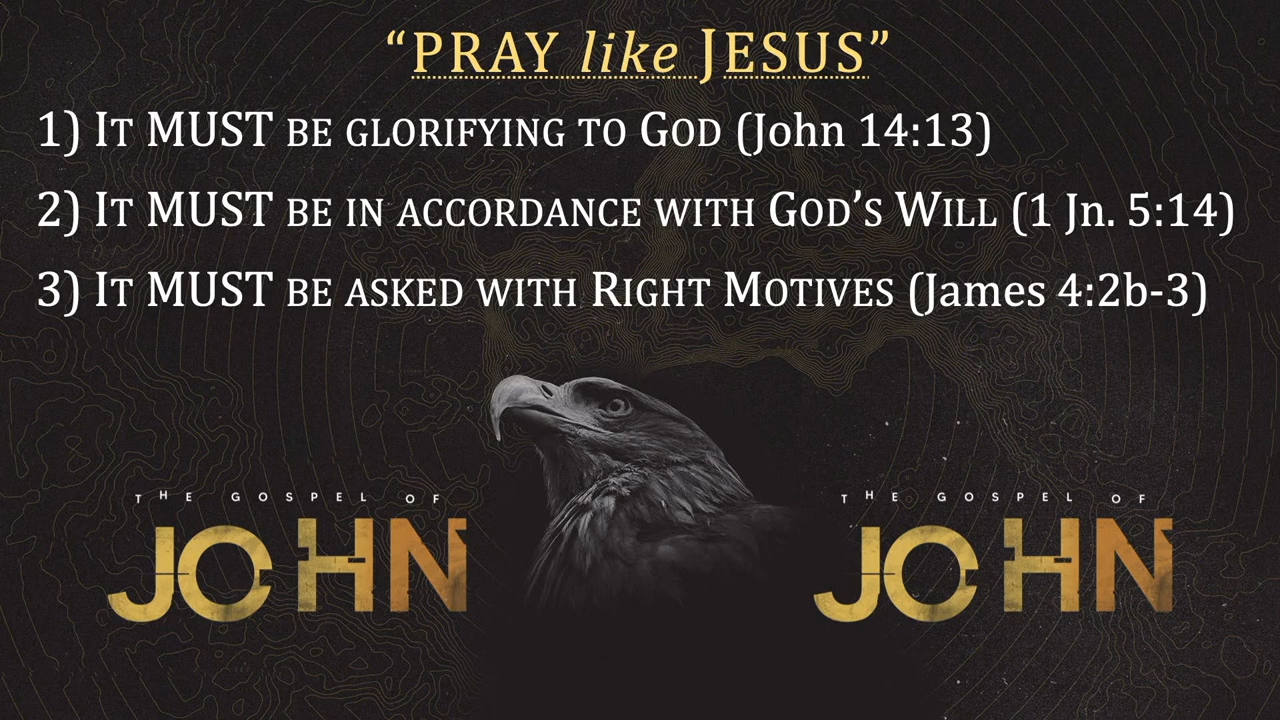 “PRAY like JESUS”
1) IT MUST BE GLORIFYING TO GOD (John 14:13)
2) IT MUST BE IN ACCORDANCE WITH GOD’S WILL (1 Jn. 5:14)
3) IT MUST BE ASKED WITH RIGHT MOTIVES (James 4:2b-3)
THE GOSPEL OF
JOHN
THE GOSPEL OF
JOHN